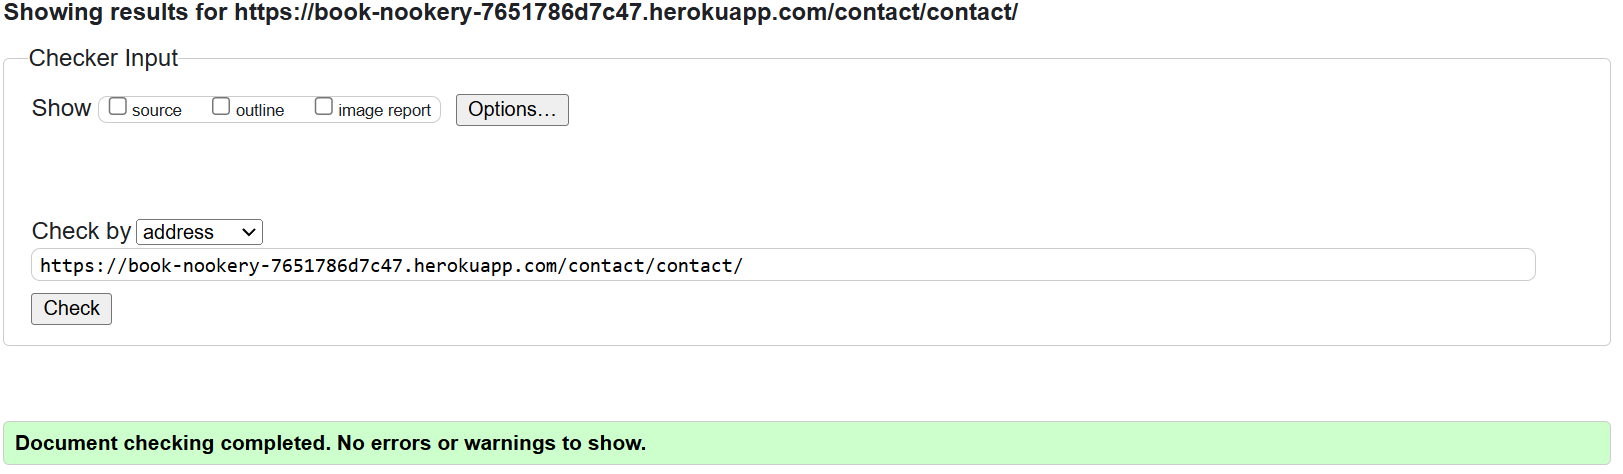 Showing results for https://book-nookery-7651786d7c47.herokuapp.com/contact/contact/
Checker Input
Show source outline image report Options...
Check by address
https://book-nookery-7651786d7c47.herokuapp.com/contact/contact/
Check
Document checking completed. No errors or warnings to show.